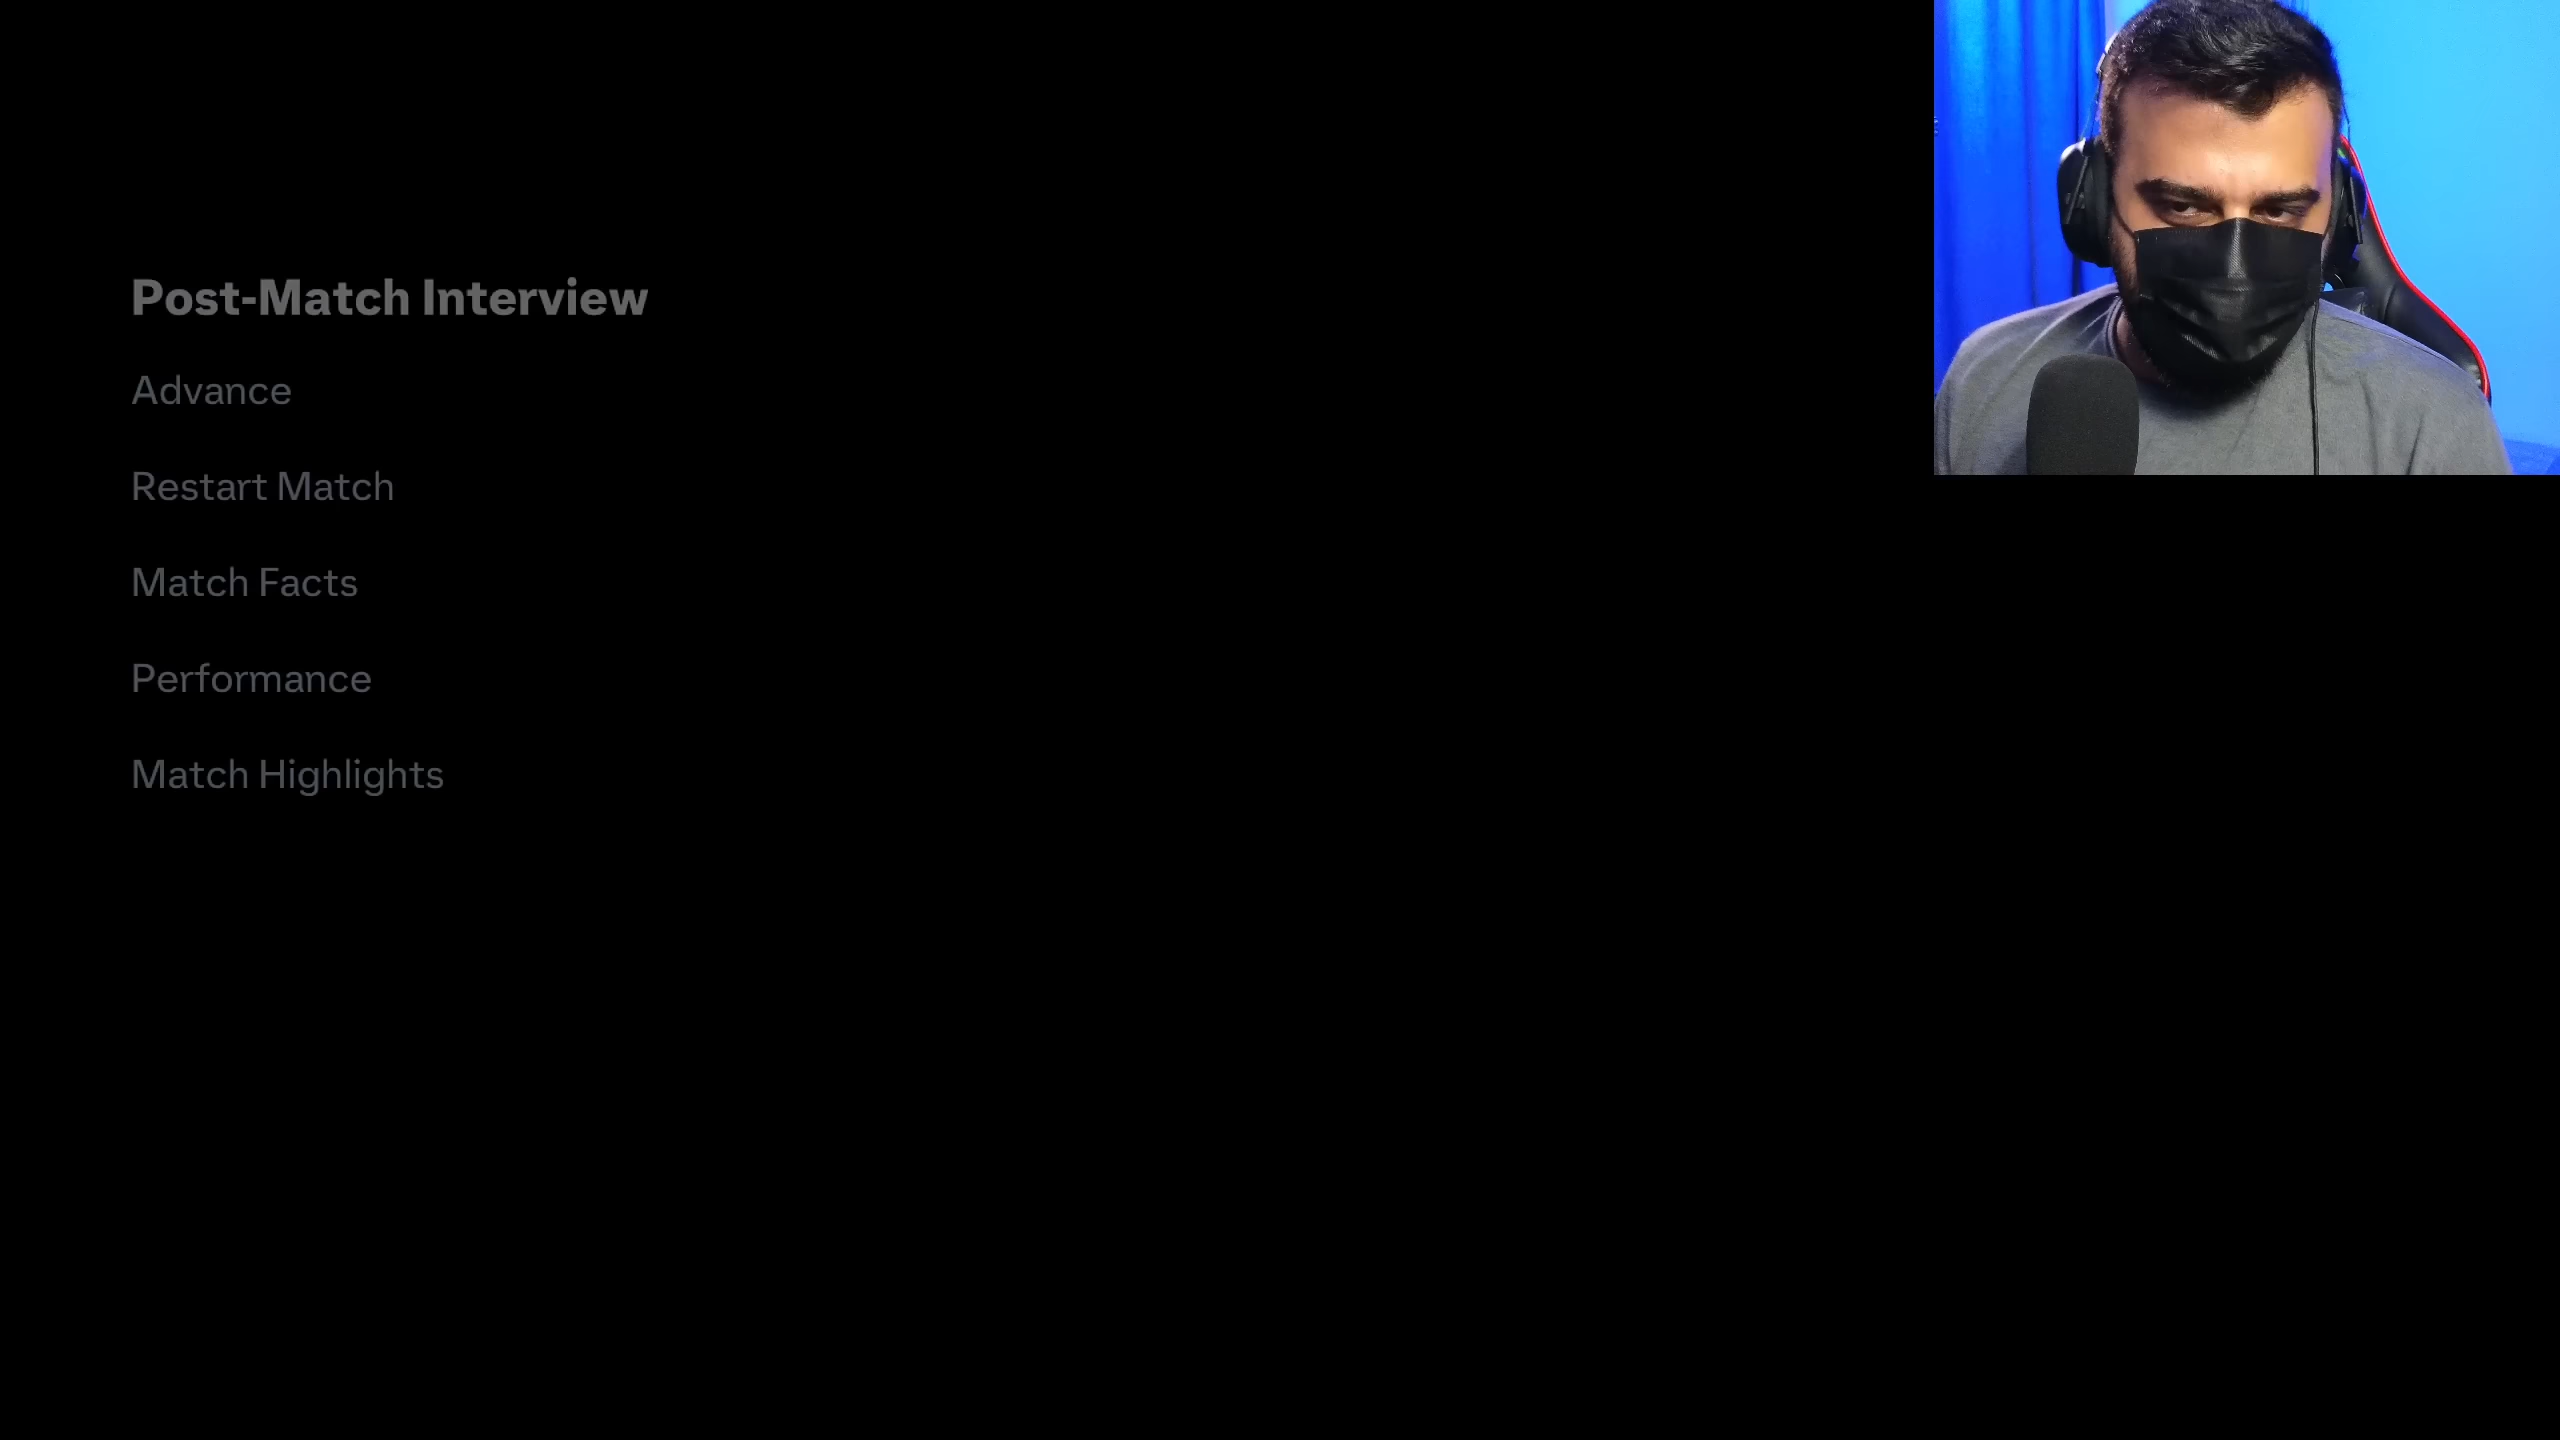 Post-Match Interview
Advance
Restart Match
Match Facts
Performance
Match Highlights